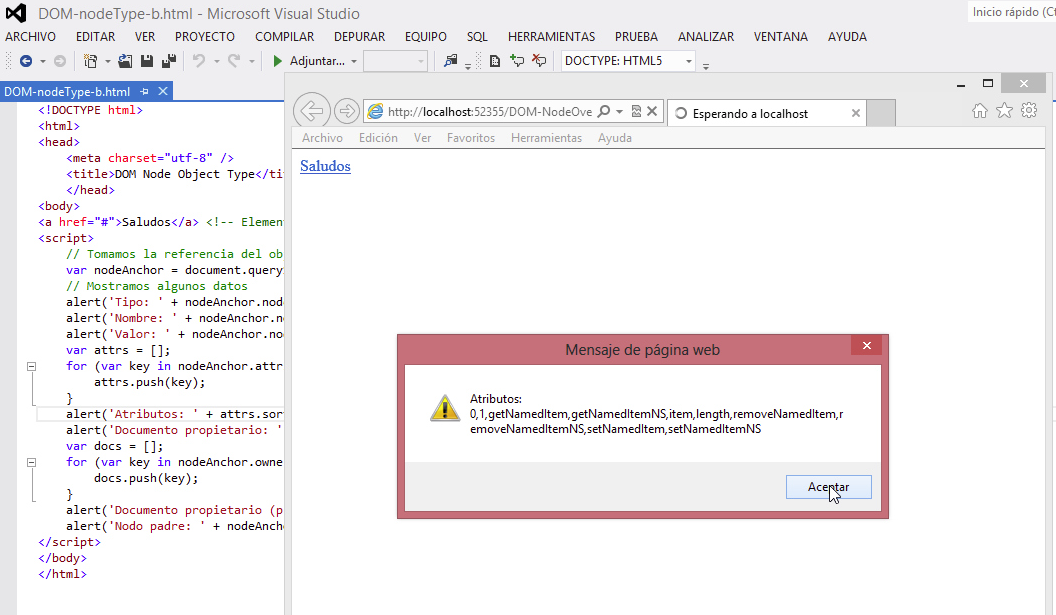 DOM-nodeType-b.html - Microsoft Visual Studio
Inicio rápido (Ct
ARCHIVO EDITAR VER PROYECTO COMPILAR DEPURAR EQUIPO SQL HERRAMIENTAS PRUEBA ANALIZAR VENTANA AYUDA
Adjuntar... DOCTYPE: HTML5
DOM-nodeType-b.html
<!DOCTYPE html>
<html>
<head>
<meta charset="utf-8" />
<title>DOM Node Object Type</ti
</head>
<body>
<a href="#">Saludos</a> <!-- Elemen
<script>
// Tomamos la referencia del ob
var nodeAnchor = document.query
// Mostramos algunos datos
alert('Tipo: ' + nodeAnchor.nod
alert('Nombre: ' + nodeAnchor.n
alert('Valor: ' + nodeAnchor.no
var attrs = [];
for (var key in nodeAnchor.attr
attrs.push(key);
}
alert('Atributos: ' + attrs.sor
alert('Documento propietario: '
var docs = [];
for (var key in nodeAnchor.owne
docs.push(key);
}
alert('Documento propietario (p
alert('Nodo padre: ' + nodeAnch
</script>
</body>
</html>
http://localhost:52355/DOM-NodeOve
Esperando a localhost
Archivo Edición Ver Favoritos Herramientas Ayuda
Saludos
Mensaje de página web
Atributos:
0,1,getNamedItem,getNamedItemNS,item,length,removeNamedItem,r
emoveNamedItemNS,setNamedItem,setNamedItemNS
Aceptar